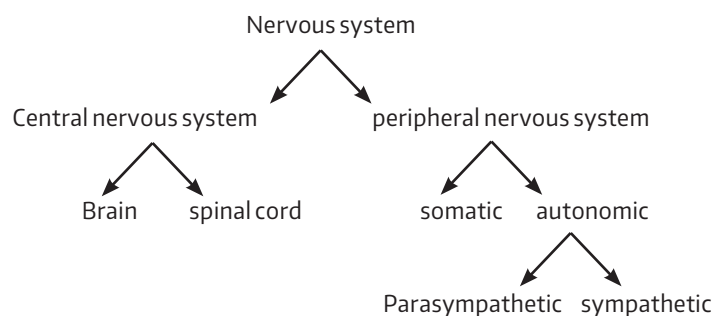 Nervous system
Central nervous system peripheral nervous system
Brain spinal cord somatic autonomic
Parasympathetic sympathetic